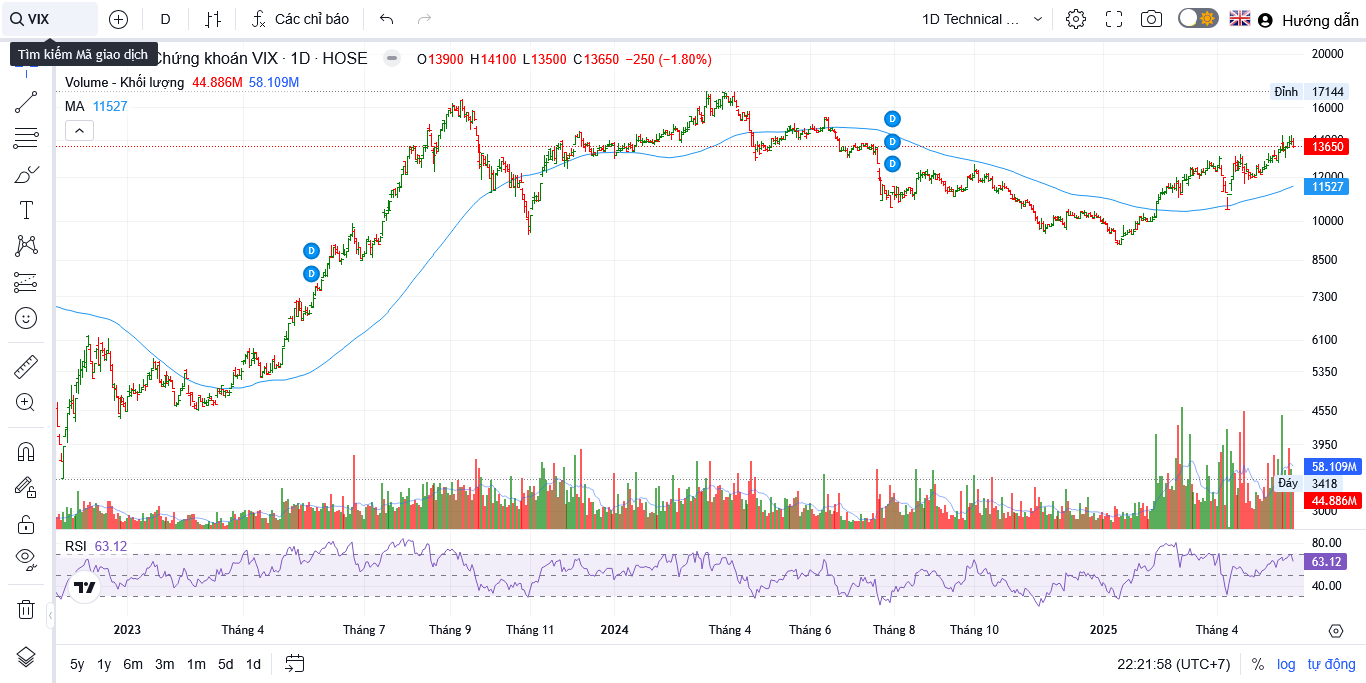 VIX
D
Các chỉ báo
1D Technical ...
Hướng dẫn
Tìm kiếm Mã giao dịch
Chứng khoán VIX · 1D · HOSE
O13900 H14100 L13500 C13650 −250 (−1.80%)
Volume - Khối lượng 44.886M 58.109M
MA 11527
D
D
D
D
D
20000
Đỉnh 17144
16000
13650
12000
11527
10000
8500
7300
6100
5350
4550
3950
58.109M
Đáy 3418
44.886M
3000
RSI 63.12
80.00
63.12
40.00
2023 Tháng 4 Tháng 7 Tháng 9 Tháng 11 2024 Tháng 4 Tháng 6 Tháng 8 Tháng 10 2025 Tháng 4
5y 1y 6m 3m 1m 5d 1d
22:21:58 (UTC+7) % log tự động